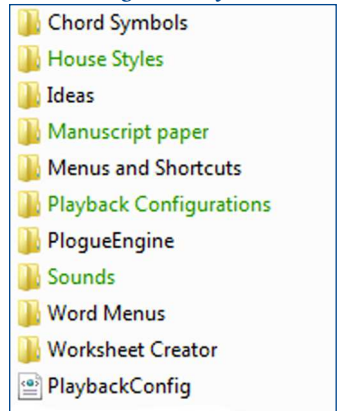 Chord Symbols
House Styles
Ideas
Manuscript paper
Menus and Shortcuts
Playback Configurations
PlogueEngine
Sounds
Word Menus
Worksheet Creator
PlaybackConfig